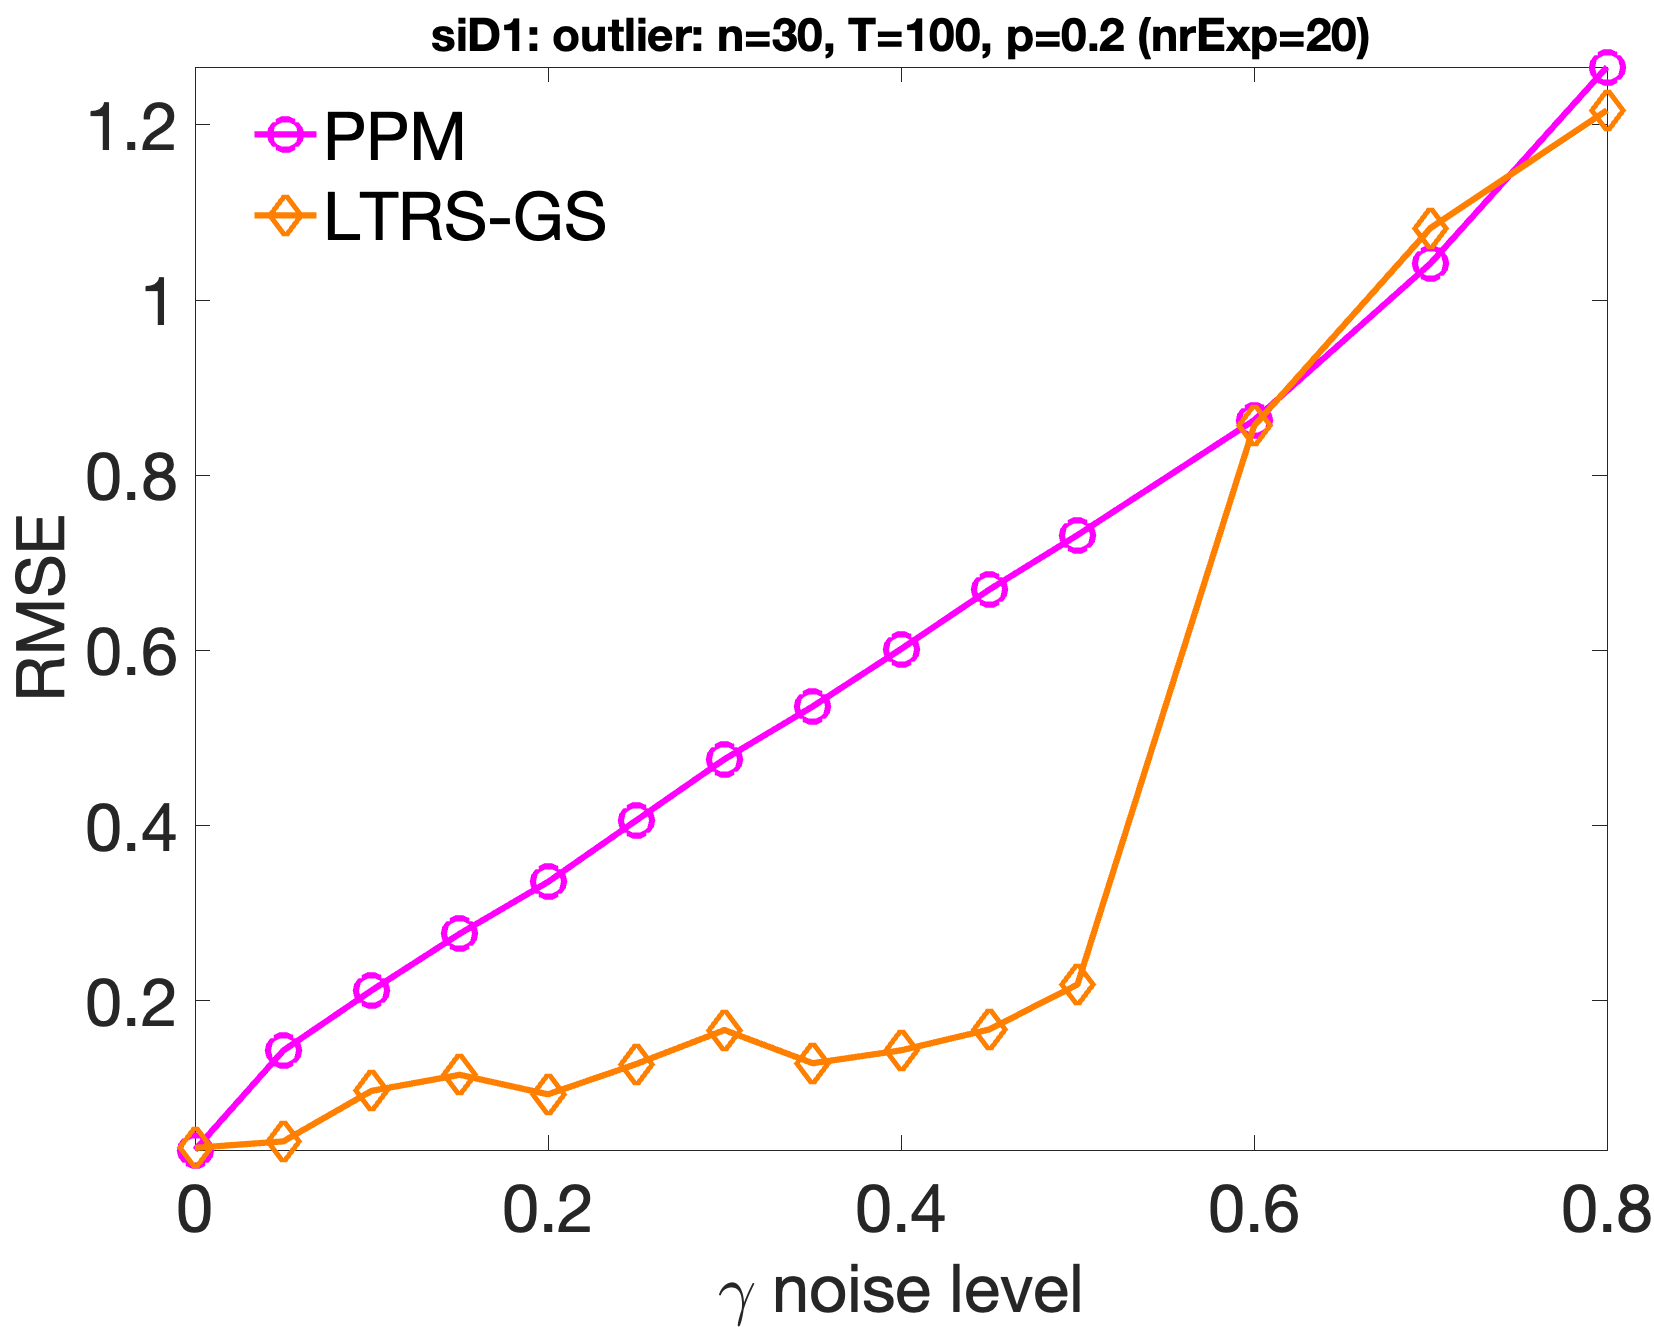 siD1: outlier: n=30, T=100, p=0.2 (nrExp=20)
PPM
LTRS-GS
1.2
1
0.8
0.6
0.4
0.2
RMSE
0
0.2
0.4
0.6
0.8
γ noise level